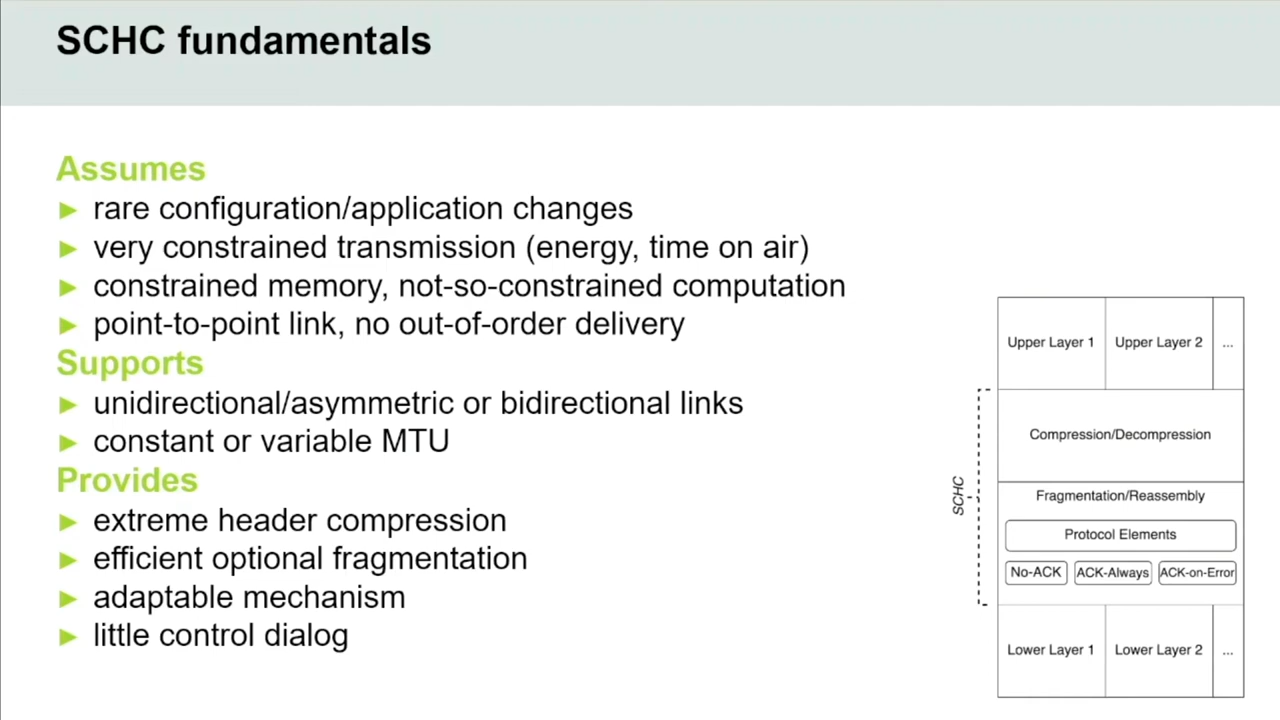 SCHC fundamentals
Assumes
► rare configuration/application changes
► very constrained transmission (energy, time on air)
► constrained memory, not-so-constrained computation
► point-to-point link, no out-of-order delivery
Supports
► unidirectional/asymmetric or bidirectional links
► constant or variable MTU
Provides
► extreme header compression
► efficient optional fragmentation
► adaptable mechanism
► little control dialog
Upper Layer 1 Upper Layer 2 ...
Compression/Decompression
SCHC
Fragmentation/Reassembly
Protocol Elements
No-ACK ACK-Always ACK-on-Error
Lower Layer 1 Lower Layer 2 ...